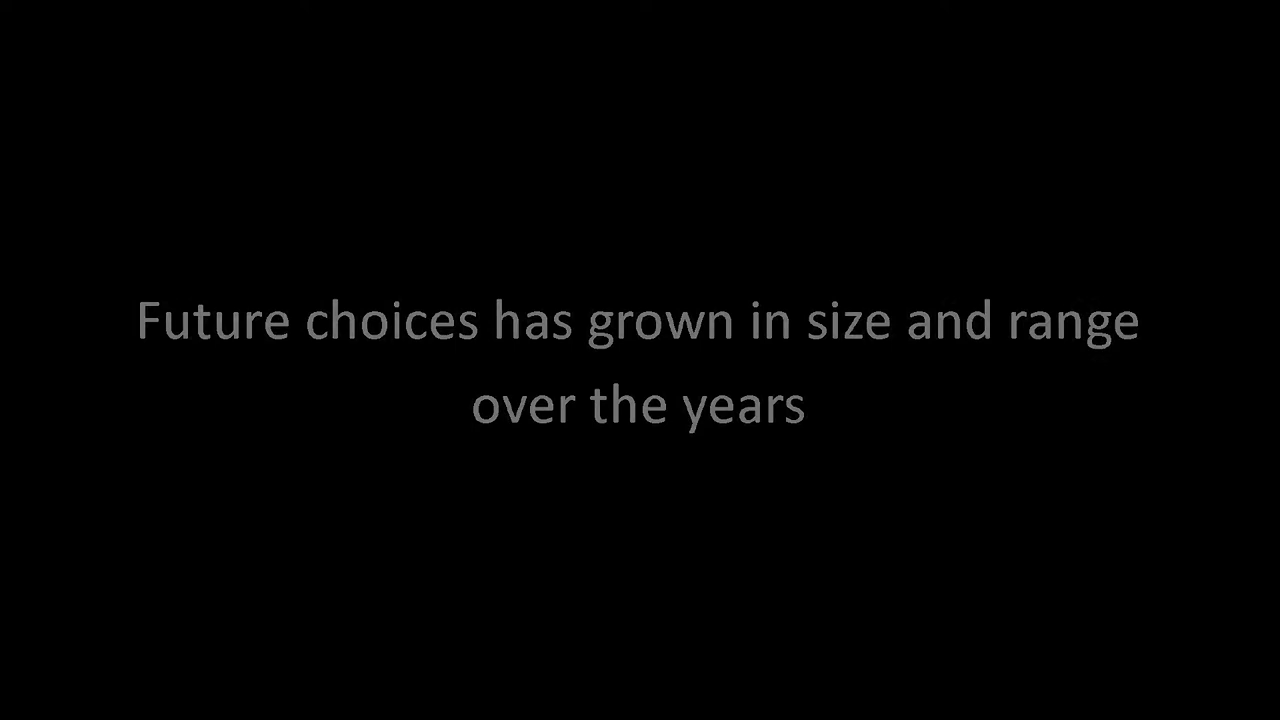 Future choices has grown in size and range
over the years